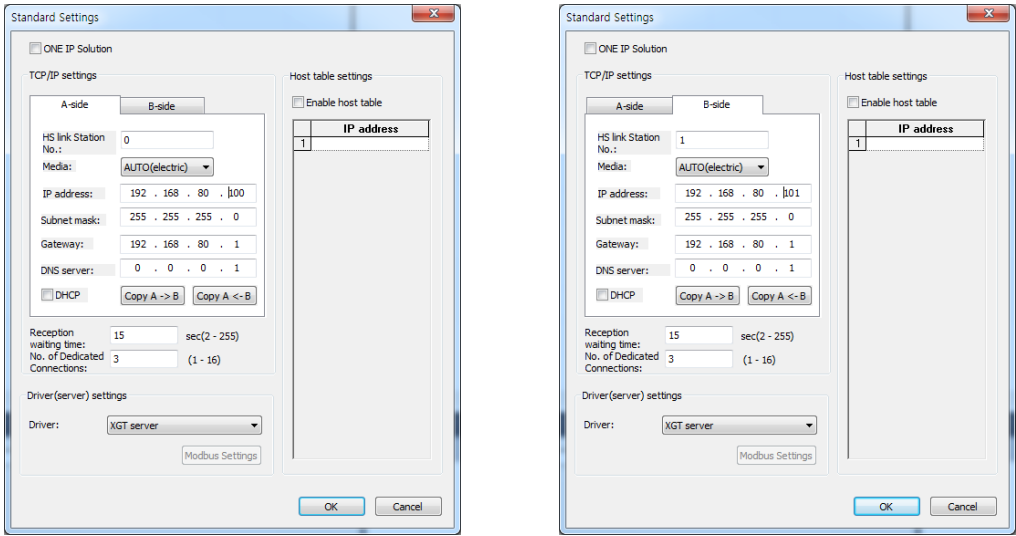 Standard Settings
ONE IP Solution
TCP/IP settings
A-side
B-side
HS link Station
No.:
0
Media:
AUTO(electric)
IP address:
192 . 168 . 80 . 100
Subnet mask:
255 . 255 . 255 . 0
Gateway:
192 . 168 . 80 . 1
DNS server:
0 . 0 . 0 . 1
DHCP
Copy A -> B
Copy A <- B
Reception
waiting time:
15
sec(2 - 255)
No. of Dedicated
Connections:
3
(1 - 16)
Host table settings
Enable host table
IP address
1
Driver(server) settings
Driver:
XGT server
Modbus Settings
OK
Cancel
Standard Settings
ONE IP Solution
TCP/IP settings
A-side
B-side
HS link Station
No.:
1
Media:
AUTO(electric)
IP address:
192 . 168 . 80 . 101
Subnet mask:
255 . 255 . 255 . 0
Gateway:
192 . 168 . 80 . 1
DNS server:
0 . 0 . 0 . 1
DHCP
Copy A -> B
Copy A <- B
Reception
waiting time:
15
sec(2 - 255)
No. of Dedicated
Connections:
3
(1 - 16)
Host table settings
Enable host table
IP address
1
Driver(server) settings
Driver:
XGT server
Modbus Settings
OK
Cancel